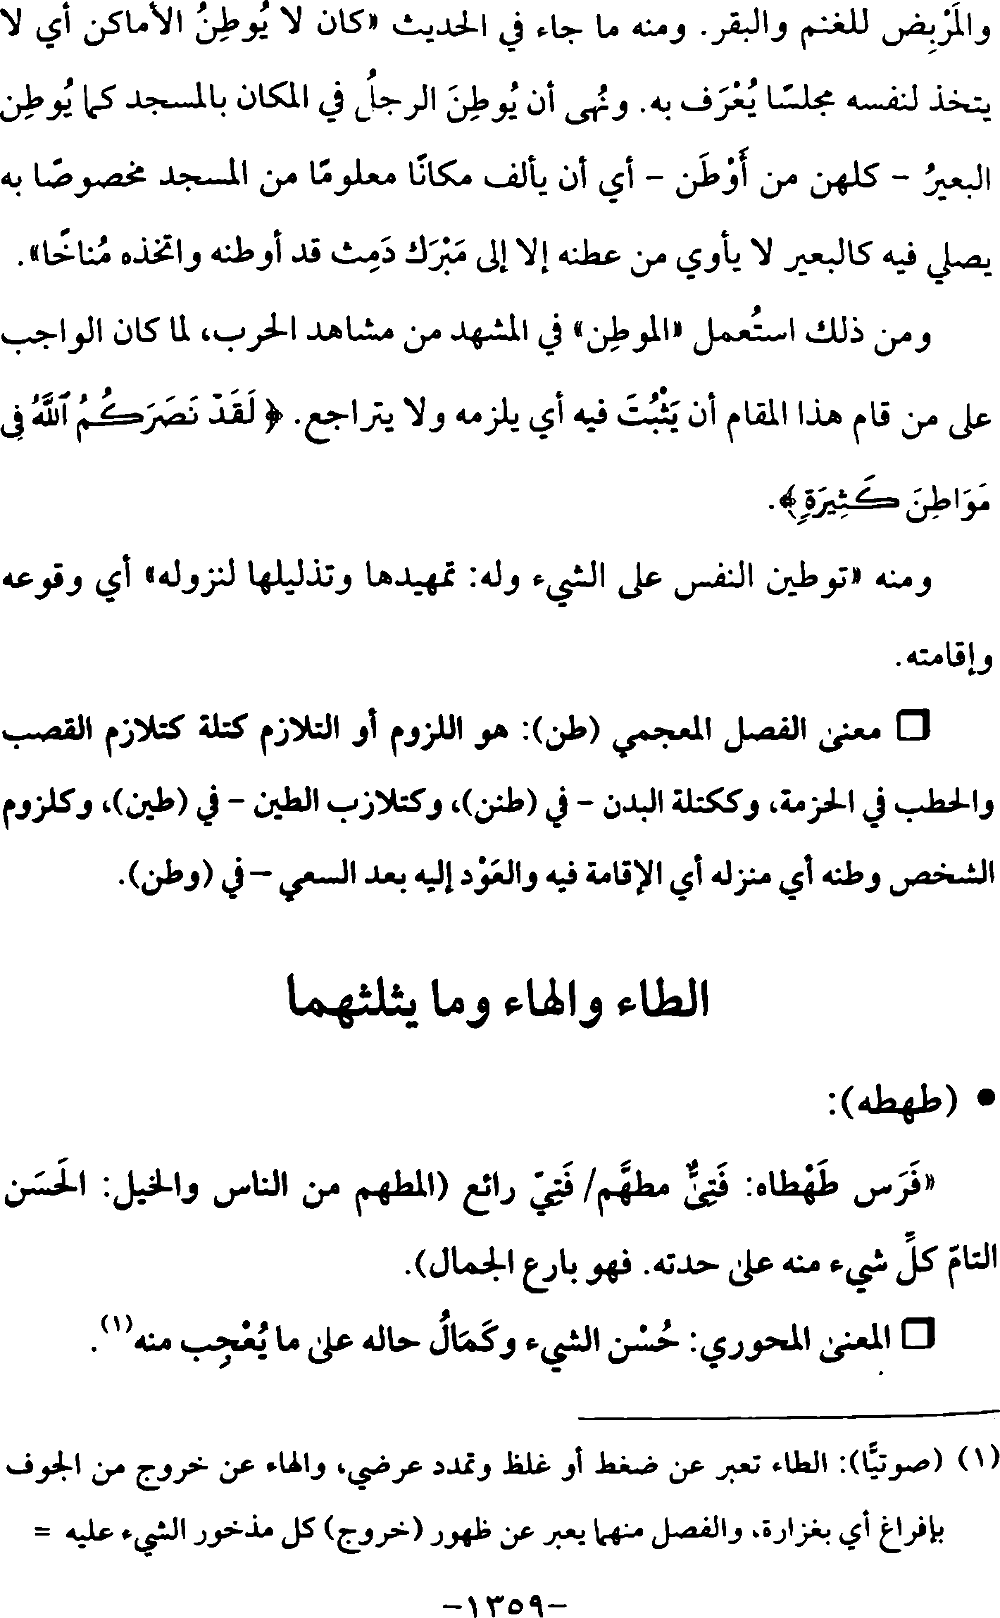 والمَرْبِض للغنم والبقر. ومنه ما جاء في الحديث «كان لا يُوطِنُ الأماكن أي لا
يتخذ لنفسه مجلسًا يُعْرَف به. ونُهى أن يُوطِنَ الرجلُ في المكان بالمسجد كما يُوطِن
البعيرُ - كلهن من أَوْطَن - أي أن يألف مكانًا معلومًا من المسجد مخصوصًا به
يصلي فيه كالبعير لا يأوي من عطنه إلا إلى مَبْرَك دَمِث قد أوطنه واتخذه مُناخًا».
ومن ذلك استُعمل «الموطِن» في المشهد من مشاهد الحرب، لما كان الواجب
على من قام هذا المقام أن يَثْبُتَ فيه أي يلزمه ولا يتراجع. ﴿ لَقَدْ نَصَرَكُمُ ٱللَّهُ فِي
مَوَاطِنَ كَثِيرَةٍ﴾.
ومنه «توطين النفس على الشيء وله: تمهيدها وتذليلها لنزوله» أي وقوعه
وإقامته.
□ معنى الفصل المعجمي (طن): هو اللزوم أو التلازم كتلة كتلازم القصب
والحطب في الحزمة، وككتلة البدن - في (طنن)، وكتلازب الطين - في (طين)، وكلزوم
الشخص وطنه أي منزله أي الإقامة فيه والعَوْد إليه بعد السعي – في (وطن).
الطاء والهاء وما يثلثهما
• (طهطه):
«فَرَس طَهْطاه: فَتِىٌّ مطهَّم/ فَتِيّ رائع (المطهم من الناس والخيل: الحَسَن
التامّ كلِّ شيء منه على حدته. فهو بارع الجمال).
□ المعنى المحوري: حُسْن الشيء وكَمَالُ حاله على ما يُعْجِب منه(١).
(١) (صوتيًّا): الطاء تعبر عن ضغط أو غلظ وتمدد عرضي، والهاء عن خروج من الجوف
بإفراغ أي بغزارة، والفصل منهما يعبر عن ظهور (خروج) كل مذخور الشيء عليه =
-١٣٥٩-